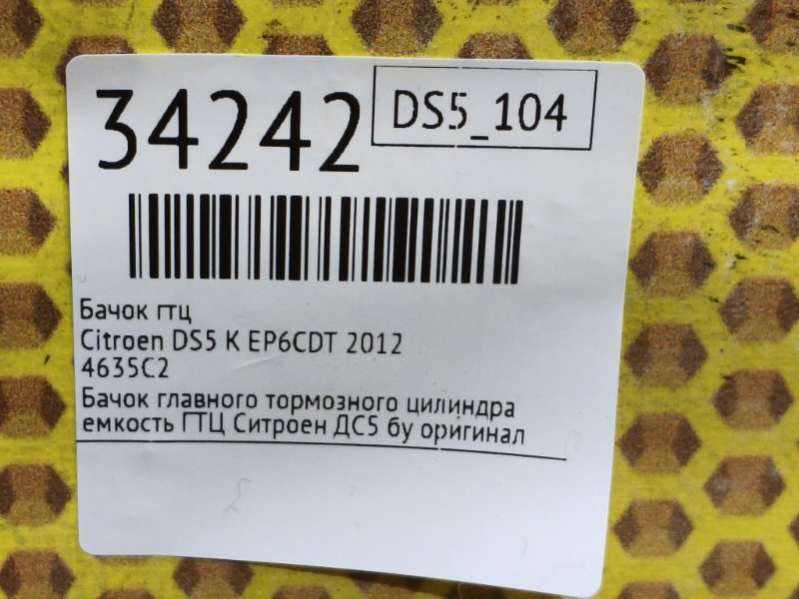 34242
DS5_104
Бачок гтц
Citroen DS5 K EP6CDT 2012
4635C2
Бачок главного тормозного цилиндра
емкость ГТЦ Ситроен ДС5 бу оригинал